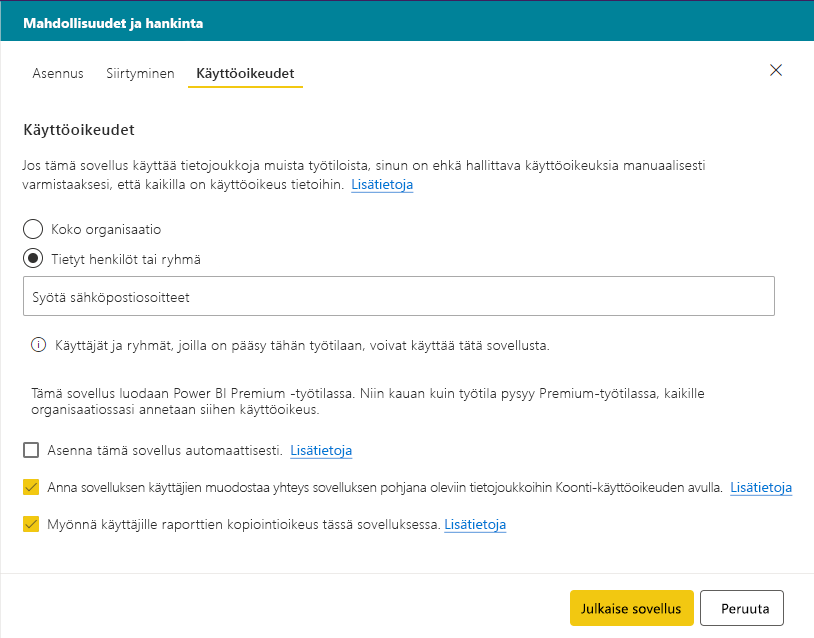 Mahdollisuudet ja hankinta
Asennus Siirtyminen Käyttöoikeudet
Käyttöoikeudet
Jos tämä sovellus käyttää tietojoukkoja muista työtiloista, sinun on ehkä hallittava käyttöoikeuksia manuaalisesti
varmistaaksesi, että kaikilla on käyttöoikeus tietoihin. Lisätietoja
Koko organisaatio
Tietyt henkilöt tai ryhmä
Syötä sähköpostiosoitteet
Käyttäjät ja ryhmät, joilla on pääsy tähän työtilaan, voivat käyttää tätä sovellusta.
Tämä sovellus luodaan Power BI Premium -työtilassa. Niin kauan kuin työtila pysyy Premium-työtilassa, kaikille
organisaatiossasi annetaan siihen käyttöoikeus.
Asenna tämä sovellus automaattisesti. Lisätietoja
Anna sovelluksen käyttäjien muodostaa yhteys sovelluksen pohjana oleviin tietojoukkoihin Koonti-käyttöoikeuden avulla. Lisätietoja
Myönnä käyttäjille raporttien kopiointioikeus tässä sovelluksessa. Lisätietoja
Julkaise sovellus Peruuta